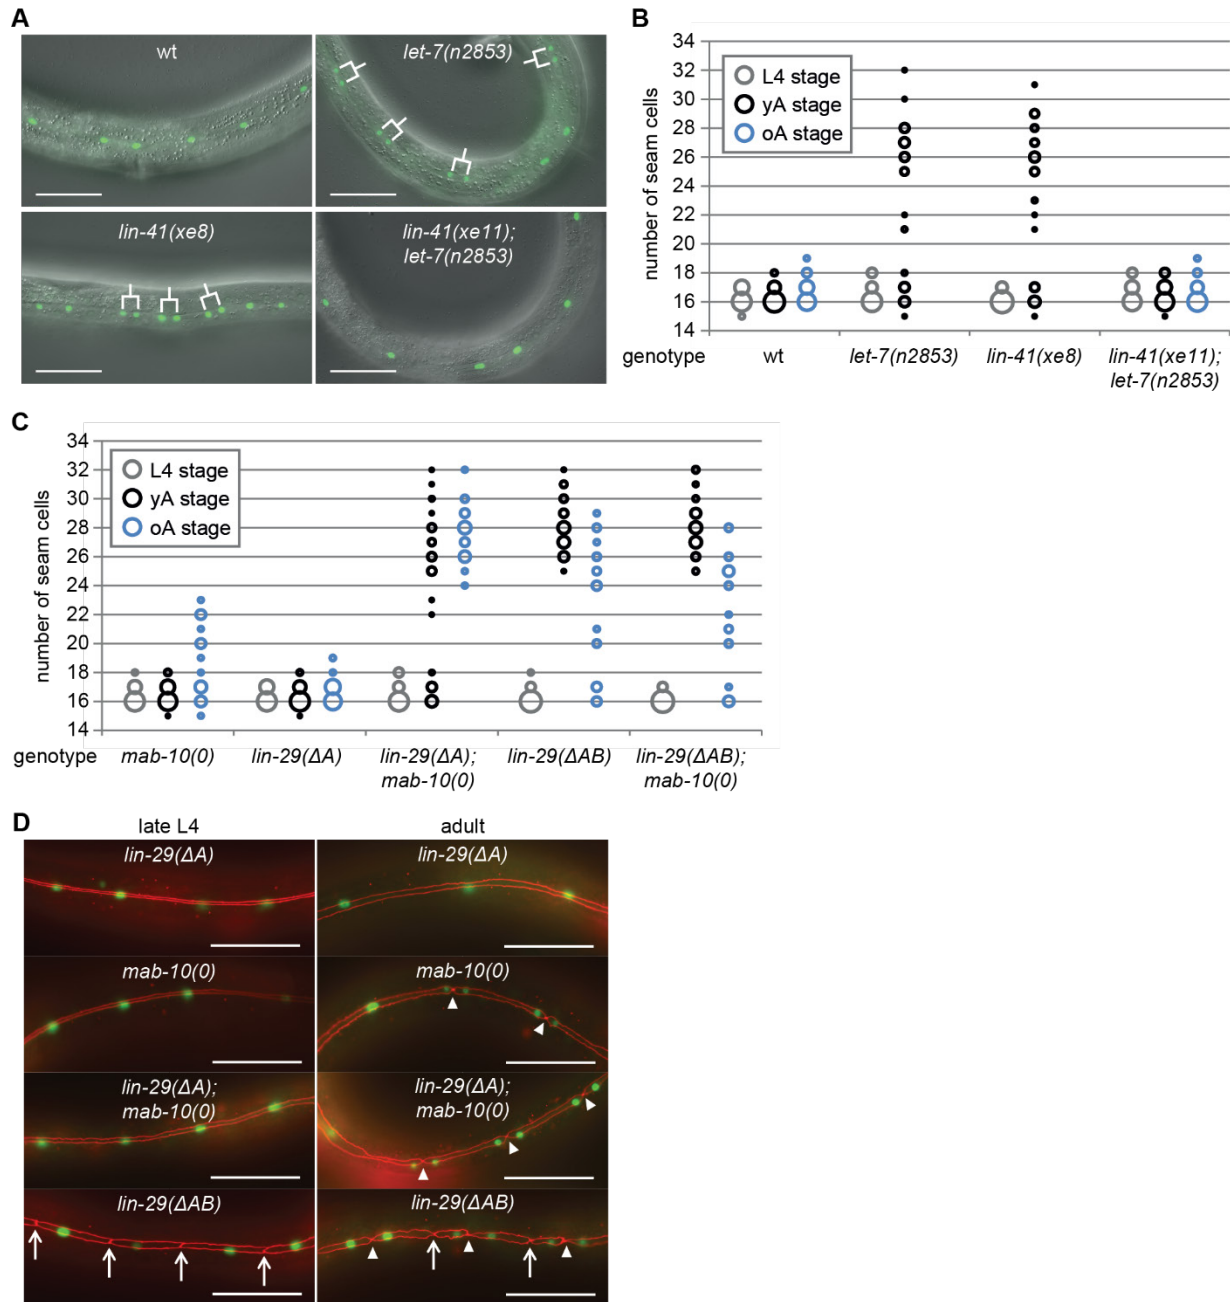 A
wt
let-7(n2853)
lin-41(xe8)
lin-41(xe11);
let-7(n2853)
B
34
32
30
28
26
24
22
20
18
16
14
number of seam cells
L4 stage
yA stage
oA stage
genotype
wt
let-7(n2853)
lin-41(xe8)
lin-41(xe11);
let-7(n2853)
C
34
32
30
28
26
24
22
20
18
16
14
number of seam cells
L4 stage
yA stage
oA stage
genotype
mab-10(0)
lin-29(ΔA)
lin-29(ΔA);
mab-10(0)
lin-29(ΔAB)
lin-29(ΔAB);
mab-10(0)
D
late L4
adult
lin-29(ΔA)
lin-29(ΔA)
mab-10(0)
mab-10(0)
lin-29(ΔA);
mab-10(0)
lin-29(ΔA);
mab-10(0)
lin-29(ΔAB)
lin-29(ΔAB)